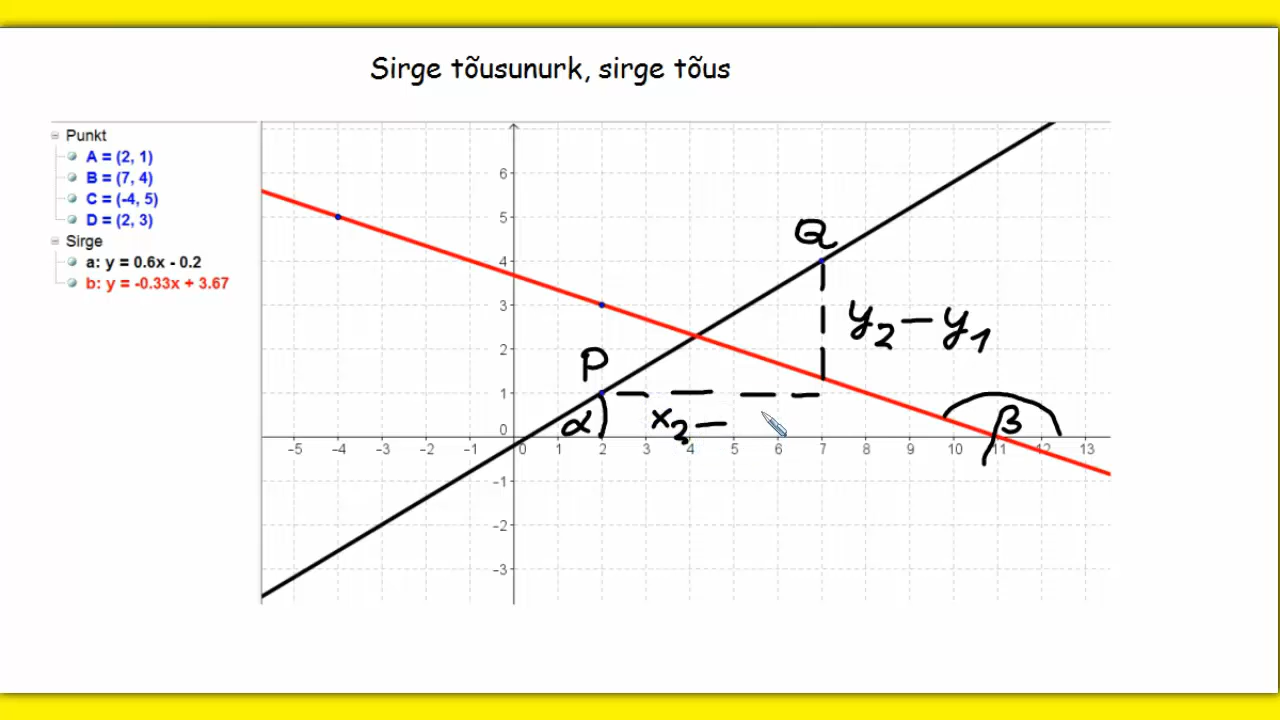 Sirge tõusunurk, sirge tõus
Punkt
A = (2, 1)
B = (7, 4)
C = (-4, 5)
D = (2, 3)
Sirge
a: y = 0.6x - 0.2
b: y = -0.33x + 3.67
6
5
Q
4
y₂ − y₁
3
2
P
1
α
x₂ −
β
0
-5 -4 -3 -2 -1 0 1 2 3 4 5 6 7 8 9 10 11 12 13
-1
-2
-3